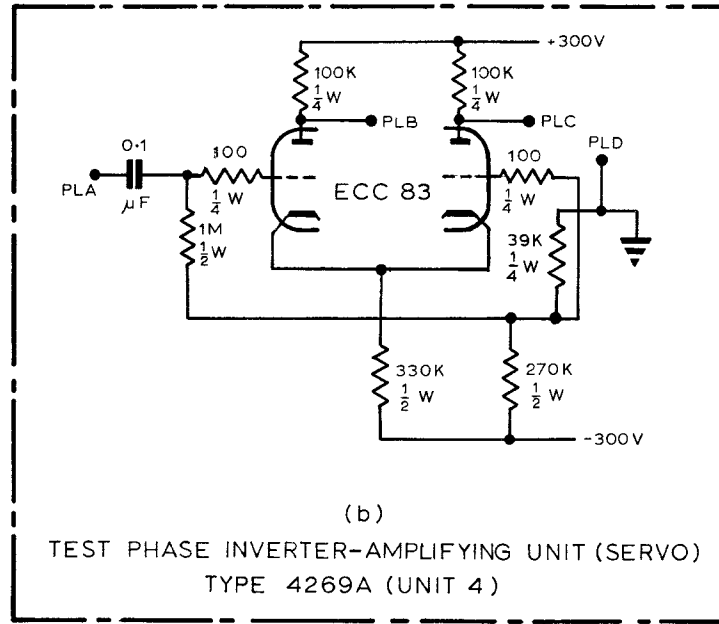 +300V
100K
1/4 W
100K
1/4 W
PLB
PLC
PLD
0·1
μF
PLA
100
1/4 W
ECC 83
100
1/4 W
1M
1/2 W
39K
1/4 W
330K
1/2 W
270K
1/2 W
-300V
(b)
TEST PHASE INVERTER-AMPLIFYING UNIT (SERVO)
TYPE 4269A (UNIT 4)